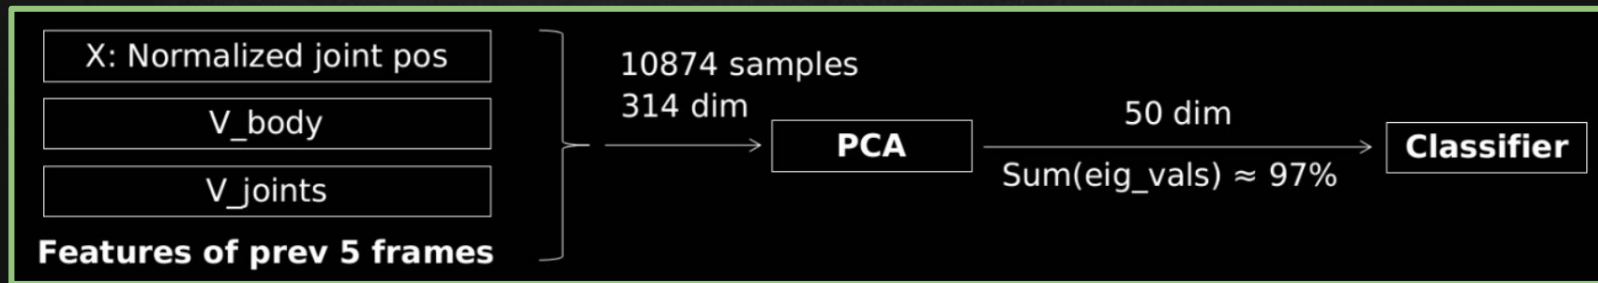 X: Normalized joint pos
V_body
V_joints
Features of prev 5 frames
10874 samples
314 dim
PCA
50 dim
Sum(eig_vals) ≈ 97%
Classifier